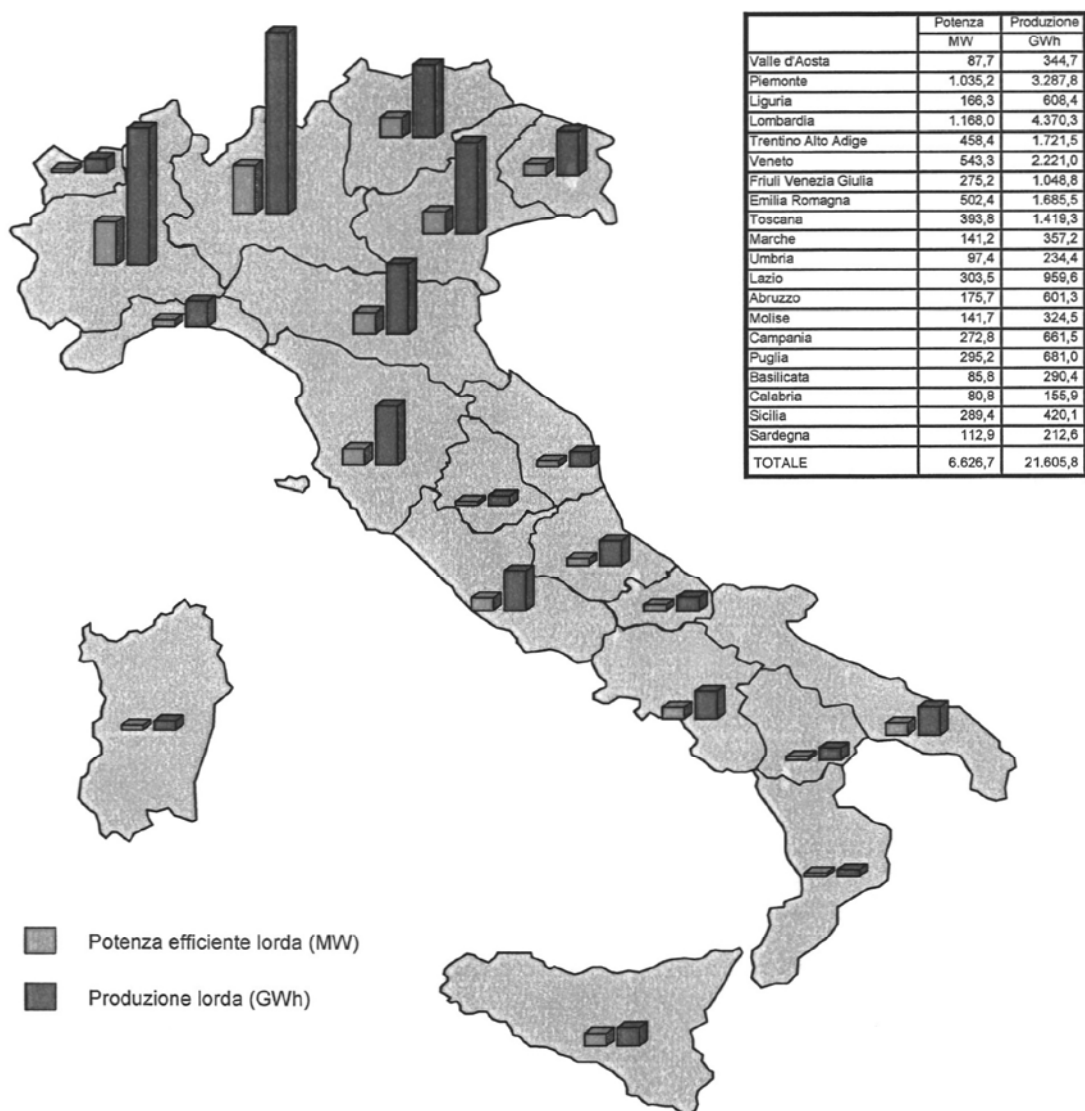 Potenza Produzione
MW GWh
Valle d'Aosta 87,7 344,7
Piemonte 1.035,2 3.287,8
Liguria 166,3 608,4
Lombardia 1.168,0 4.370,3
Trentino Alto Adige 458,4 1.721,5
Veneto 543,3 2.221,0
Friuli Venezia Giulia 275,2 1.048,8
Emilia Romagna 502,4 1.685,5
Toscana 393,8 1.419,3
Marche 141,2 357,2
Umbria 97,4 234,4
Lazio 303,5 959,6
Abruzzo 175,7 601,3
Molise 141,7 324,5
Campania 272,8 661,5
Puglia 295,2 681,0
Basilicata 85,8 290,4
Calabria 80,8 155,9
Sicilia 289,4 420,1
Sardegna 112,9 212,6
TOTALE 6.626,7 21.605,8
Potenza efficiente lorda (MW)
Produzione lorda (GWh)